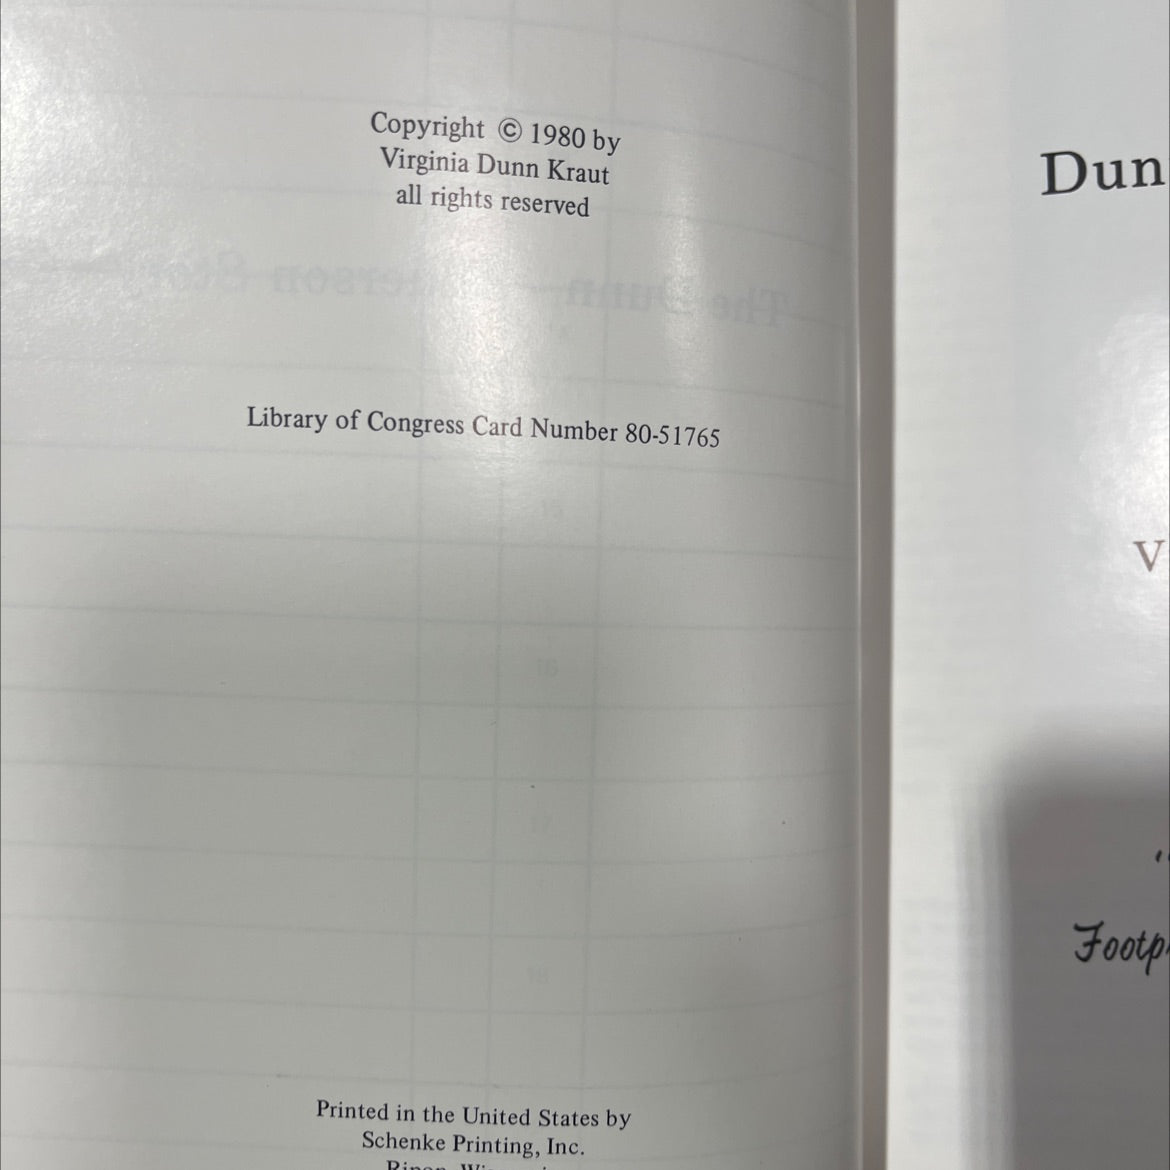 Copyright © 1980 by
Virginia Dunn Kraut
all rights reserved
Library of Congress Card Number 80-51765
Printed in the United States by
Schenke Printing, Inc.
Dun
V
Footp